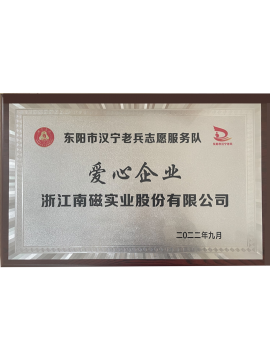 东阳市汉宁老兵志愿服务队
爱心企业
浙江南磁实业股份有限公司
二〇二二年九月